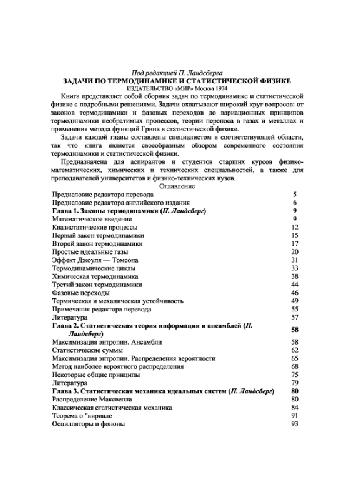 Под редакцией П. Ландсберга
ЗАДАЧИ ПО ТЕРМОДИНАМИКЕ И СТАТИСТИЧЕСКОЙ ФИЗИКЕ
ИЗДАТЕЛЬСТВО «МИР» Москва 1974
Книга представляет собой сборник задач по термодинамике и статистической
физике с подробными решениями. Задачи охватывают широкий круг вопросов: от
законов термодинамики и фазовых переходов до вариационных принципов
термодинамики необратимых процессов, теории переноса в газах и металлах и
применения метода функций Грина в статистической физике.
Задачи каждой главы составляются специалистом в соответствующей области,
так что книга является своеобразным обзором современного состояния
термодинамики и статистической физики.
Предназначена для аспирантов и студентов старших курсов физико-
математических, химических и технических специальностей, а также для
преподавателей университетов и физико-технических вузов.
Оглавление
Предисловие редактора перевода 5
Предисловие редактора английского издания 6
Глава 1. Законы термодинамики (П. Ландсберг) 9
Математическое введение 9
Квазистатические процессы 12
Первый закон термодинамики 15
Второй закон термодинамики 17
Простые идеальные газы 20
Эффект Джоуля — Томсона 31
Термодинамические циклы 33
Химическая термодинамика 38
Третий закон термодинамики 44
Фазовые переходы 46
Термическая и механическая устойчивость 49
Примечания редактора перевода 55
Литература 57
Глава 2. Статистическая теория информации и ансамблей (П. 58
Ландсберг)
Максимизация энтропии. Ансамбли 58
Статистические суммы 62
Максимизация энтропии. Распределения вероятности 65
Метод наиболее вероятного распределения 68
Некоторые общие принципы 75
Литература 79
Глава 3. Статистическая механика идеальных систем (П. Ландсберг) 80
Распределение Максвелла 80
Классическая статистическая механика 84
Теорема о "вириале 91
Осцилляторы и фононы 93